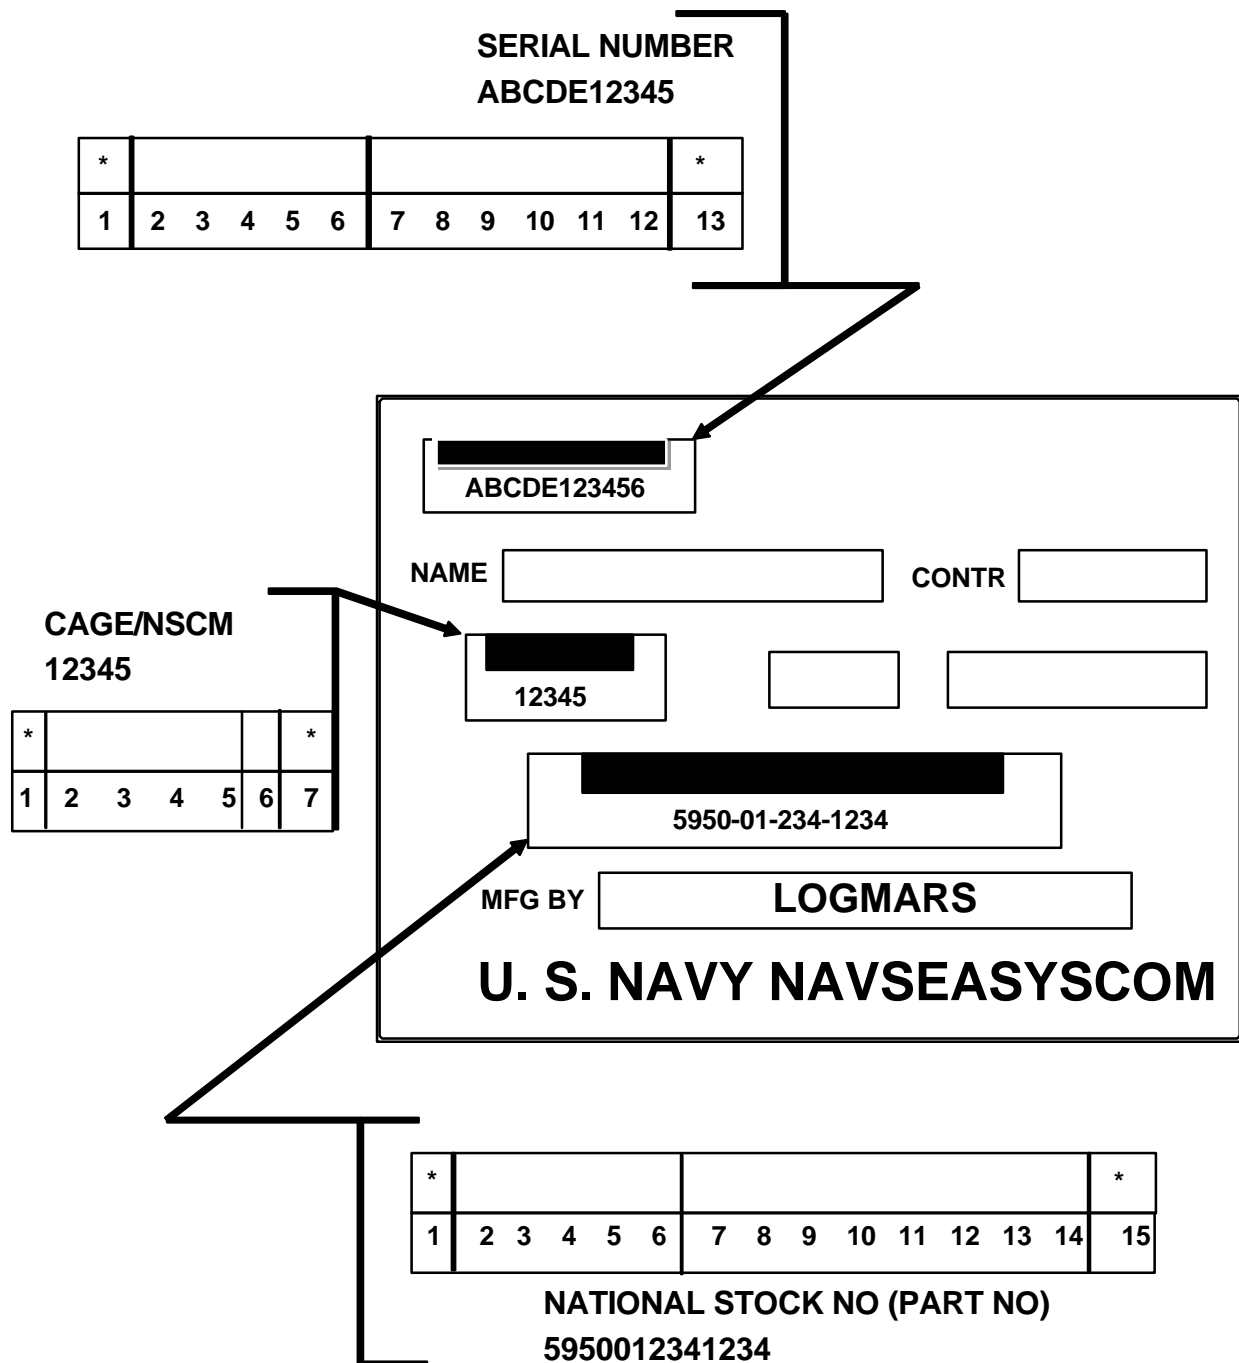 SERIAL NUMBER
ABCDE12345
* *
1 2 3 4 5 6 7 8 9 10 11 12 13
ABCDE123456
NAME CONTR
CAGE/NSCM
12345
12345
* *
1 2 3 4 5 6 7
5950-01-234-1234
MFG BY LOGMARS
U. S. NAVY NAVSEASYSCOM
* *
1 2 3 4 5 6 7 8 9 10 11 12 13 14 15
NATIONAL STOCK NO (PART NO)
5950012341234